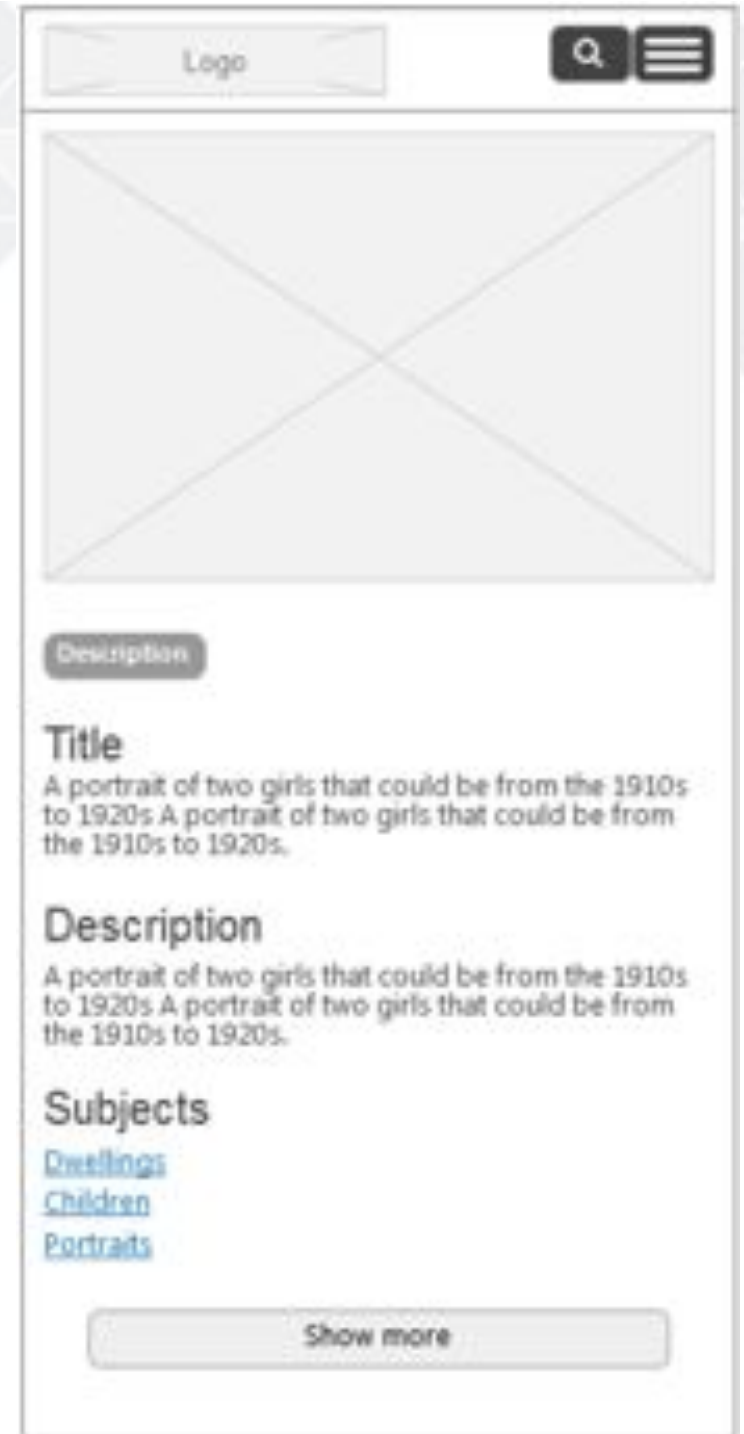 Logo
Description
Title
A portrait of two girls that could be from the 1910s
to 1920s A portrait of two girls that could be from
the 1910s to 1920s.
Description
A portrait of two girls that could be from the 1910s
to 1920s A portrait of two girls that could be from
the 1910s to 1920s.
Subjects
Dwellings
Children
Portraits
Show more